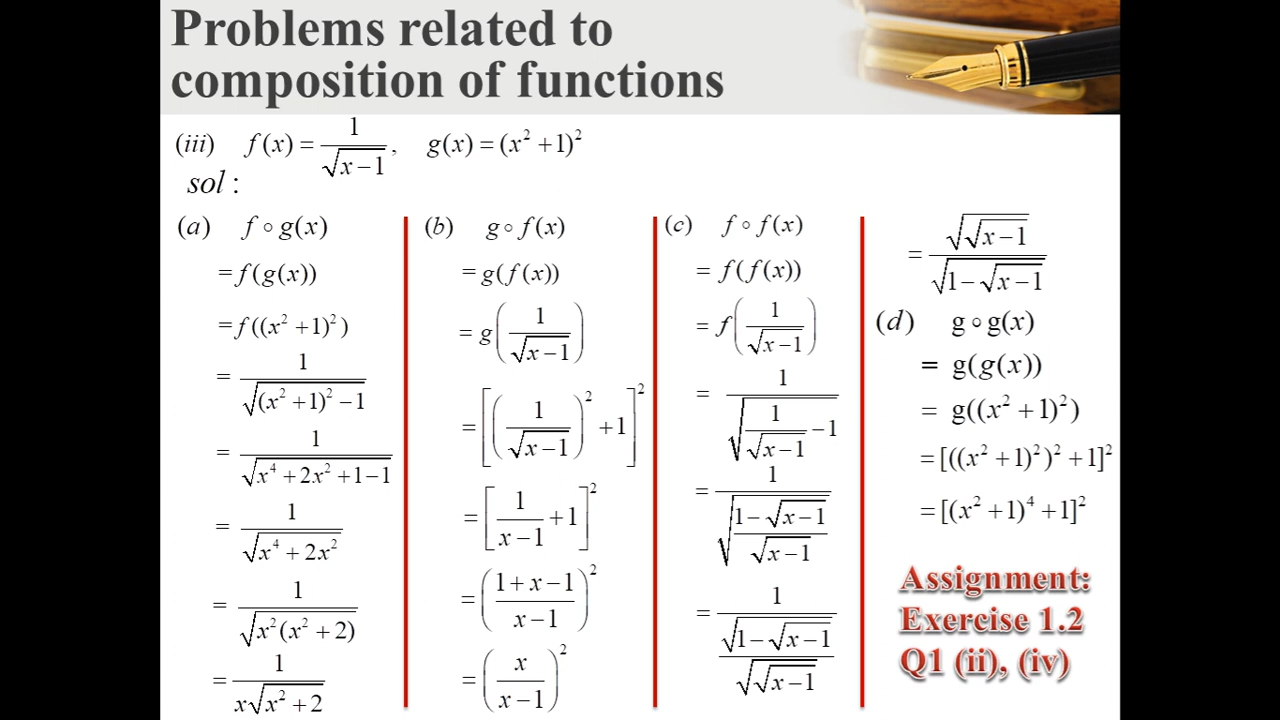 Problems related to
composition of functions
(iii) f(x) = 1/√(x−1), g(x) = (x² + 1)²
sol :
(a) f ∘ g(x)
= f(g(x))
= f((x² + 1)²)
= 1/√((x² + 1)² − 1)
= 1/√(x⁴ + 2x² + 1 − 1)
= 1/√(x⁴ + 2x²)
= 1/√(x²(x² + 2))
= 1/(x√(x² + 2))
(b) g ∘ f(x)
= g(f(x))
= g(1/√(x−1))
= [(1/√(x−1))² + 1]²
= [1/(x−1) + 1]²
= ((1 + x − 1)/(x − 1))²
= (x/(x − 1))²
(c) f ∘ f(x)
= f(f(x))
= f(1/√(x−1))
= 1/√(1/√(x−1) − 1)
= 1/√((1 − √(x−1))/√(x−1))
= 1/(√(1 − √(x−1))/√√(x−1))
= √√(x−1)/√(1 − √(x−1))
(d) g ∘ g(x)
= g(g(x))
= g((x² + 1)²)
= [((x² + 1)²)² + 1]²
= [(x² + 1)⁴ + 1]²
Assignment:
Exercise 1.2
Q1 (ii), (iv)